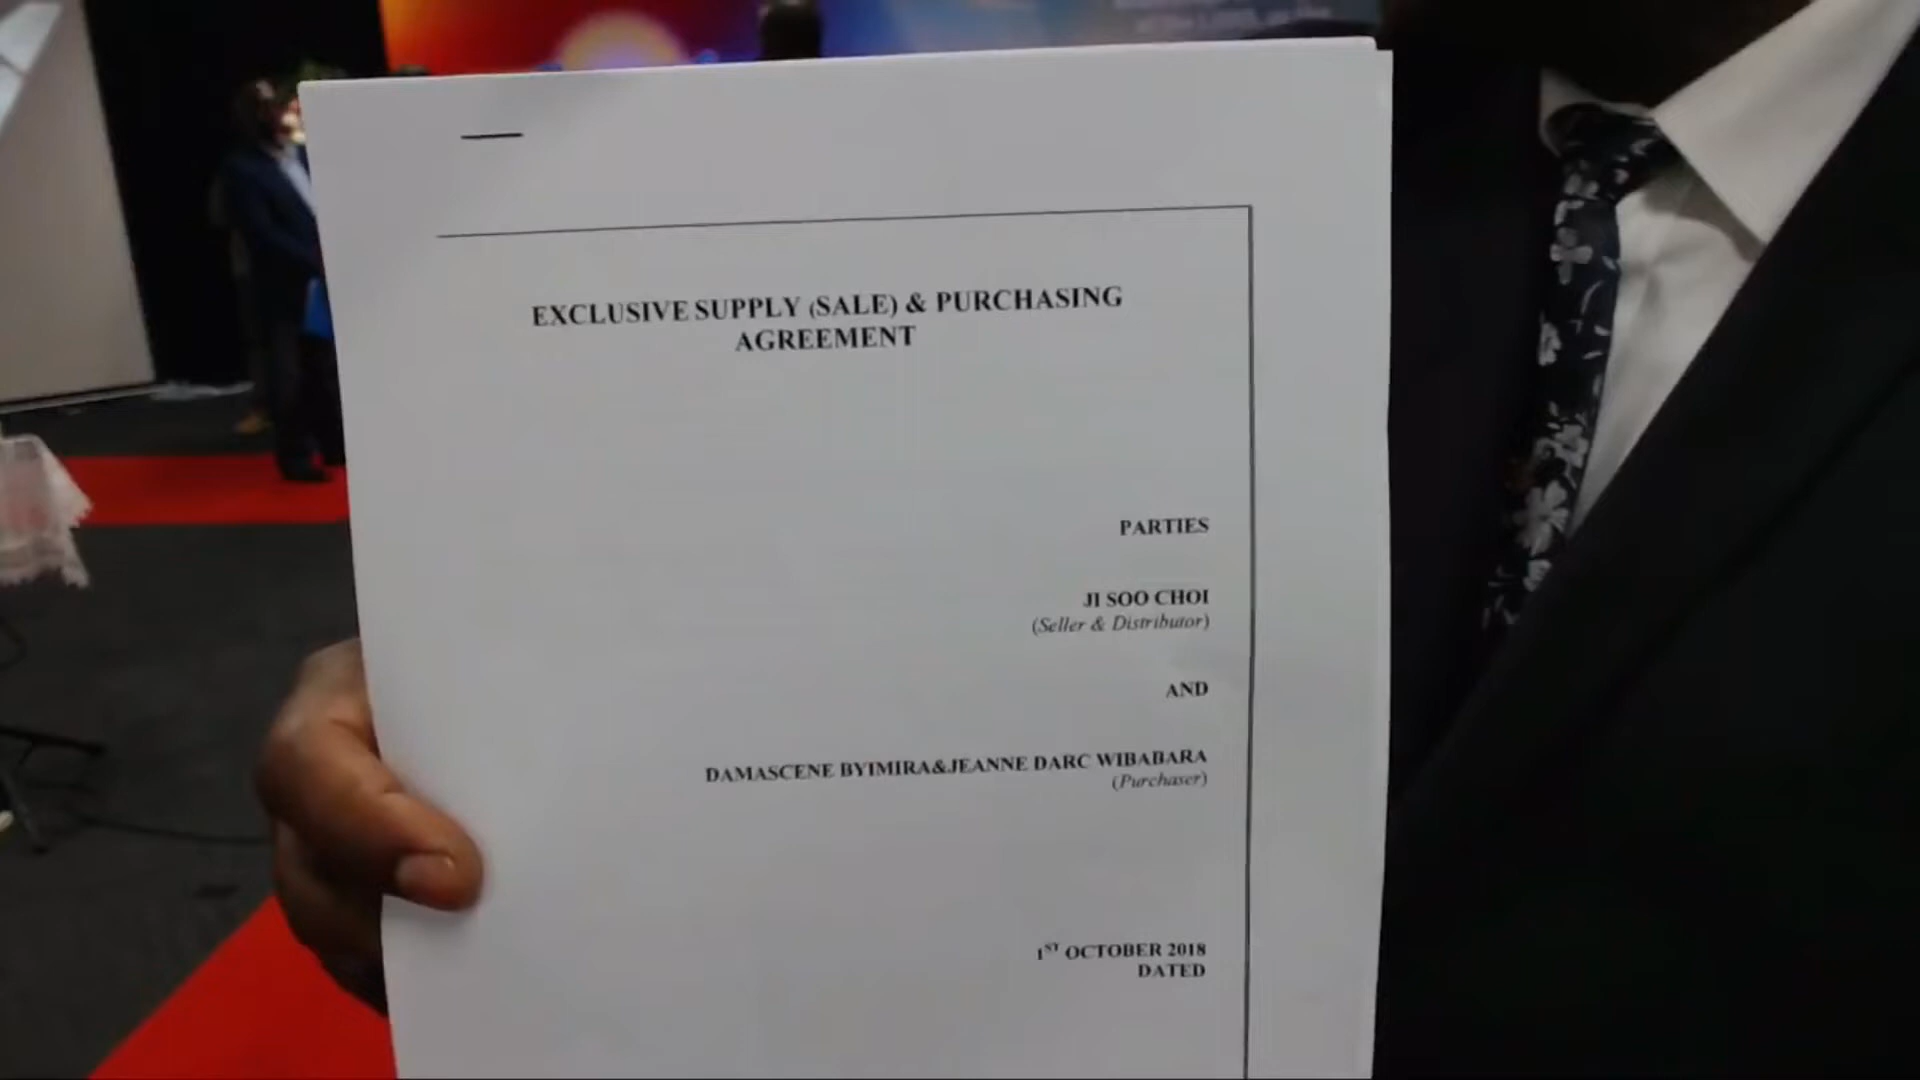 EXCLUSIVE SUPPLY (SALE) & PURCHASING
AGREEMENT
PARTIES
JI SOO CHOI
(Seller & Distributor)
AND
DAMASCENE BYIMIRA&JEANNE DARC WIBABARA
(Purchaser)
1ST OCTOBER 2018
DATED